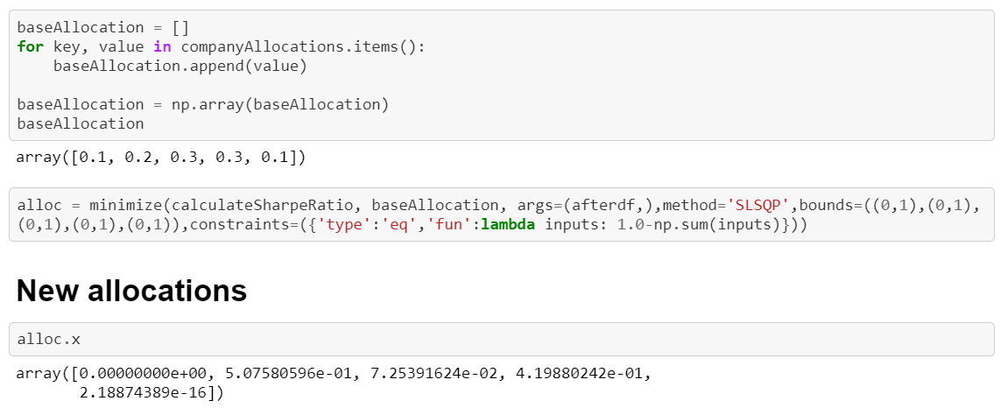 baseAllocation = []
for key, value in companyAllocations.items():
    baseAllocation.append(value)
baseAllocation = np.array(baseAllocation)
baseAllocation
array([0.1, 0.2, 0.3, 0.3, 0.1])
alloc = minimize(calculateSharpeRatio, baseAllocation, args=(afterdf,),method='SLSQP',bounds=((0,1),(0,1),
(0,1),(0,1),(0,1)),constraints=({'type':'eq','fun':lambda inputs: 1.0-np.sum(inputs)}))
New allocations
alloc.x
array([0.00000000e+00, 5.07580596e-01, 7.25391624e-02, 4.19880242e-01,
       2.18874389e-16])